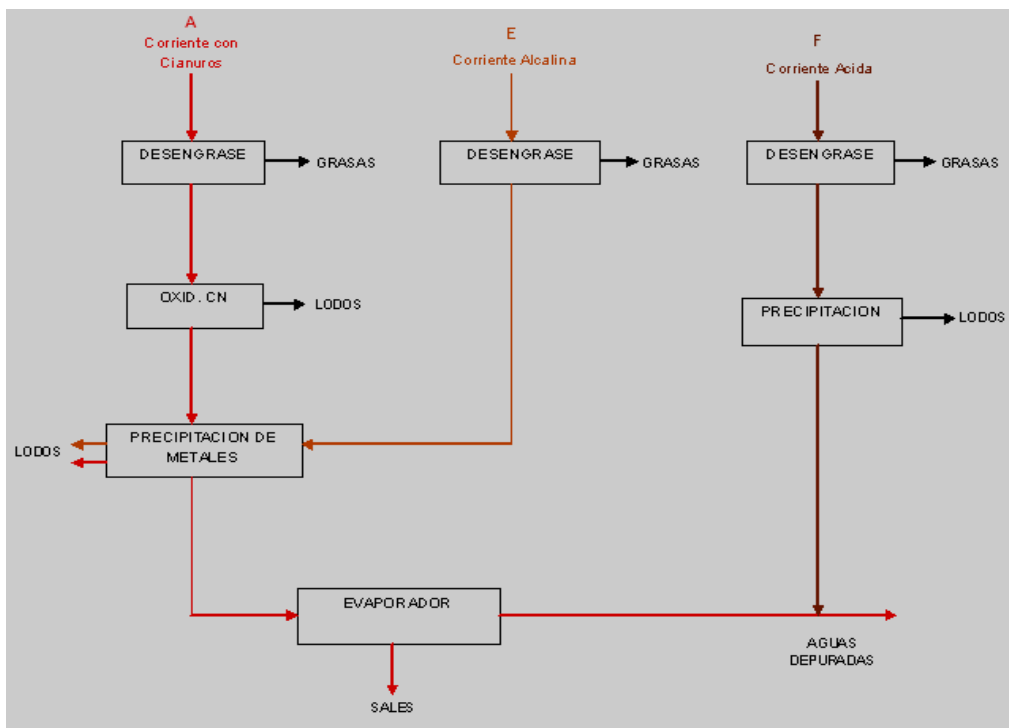 A
Corriente con
Cianuros
E
Corriente Alcalina
F
Corriente Acida
DESENGRASE
GRASAS
DESENGRASE
GRASAS
DESENGRASE
GRASAS
OXID. CN
LODOS
PRECIPITACION
LODOS
PRECIPITACION DE
METALES
LODOS
EVAPORADOR
AGUAS
DEPURADAS
SALES